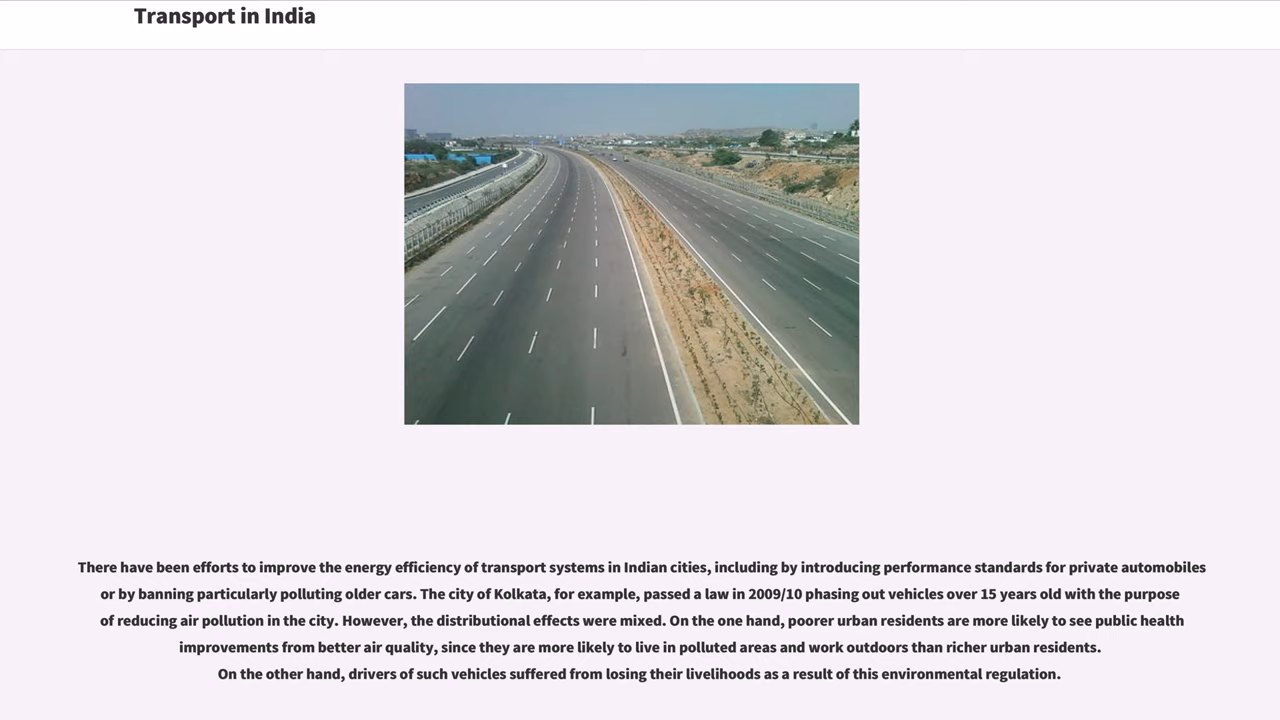 Transport in India
There have been efforts to improve the energy efficiency of transport systems in Indian cities, including by introducing performance standards for private automobiles
or by banning particularly polluting older cars. The city of Kolkata, for example, passed a law in 2009/10 phasing out vehicles over 15 years old with the purpose
of reducing air pollution in the city. However, the distributional effects were mixed. On the one hand, poorer urban residents are more likely to see public health
improvements from better air quality, since they are more likely to live in polluted areas and work outdoors than richer urban residents.
On the other hand, drivers of such vehicles suffered from losing their livelihoods as a result of this environmental regulation.